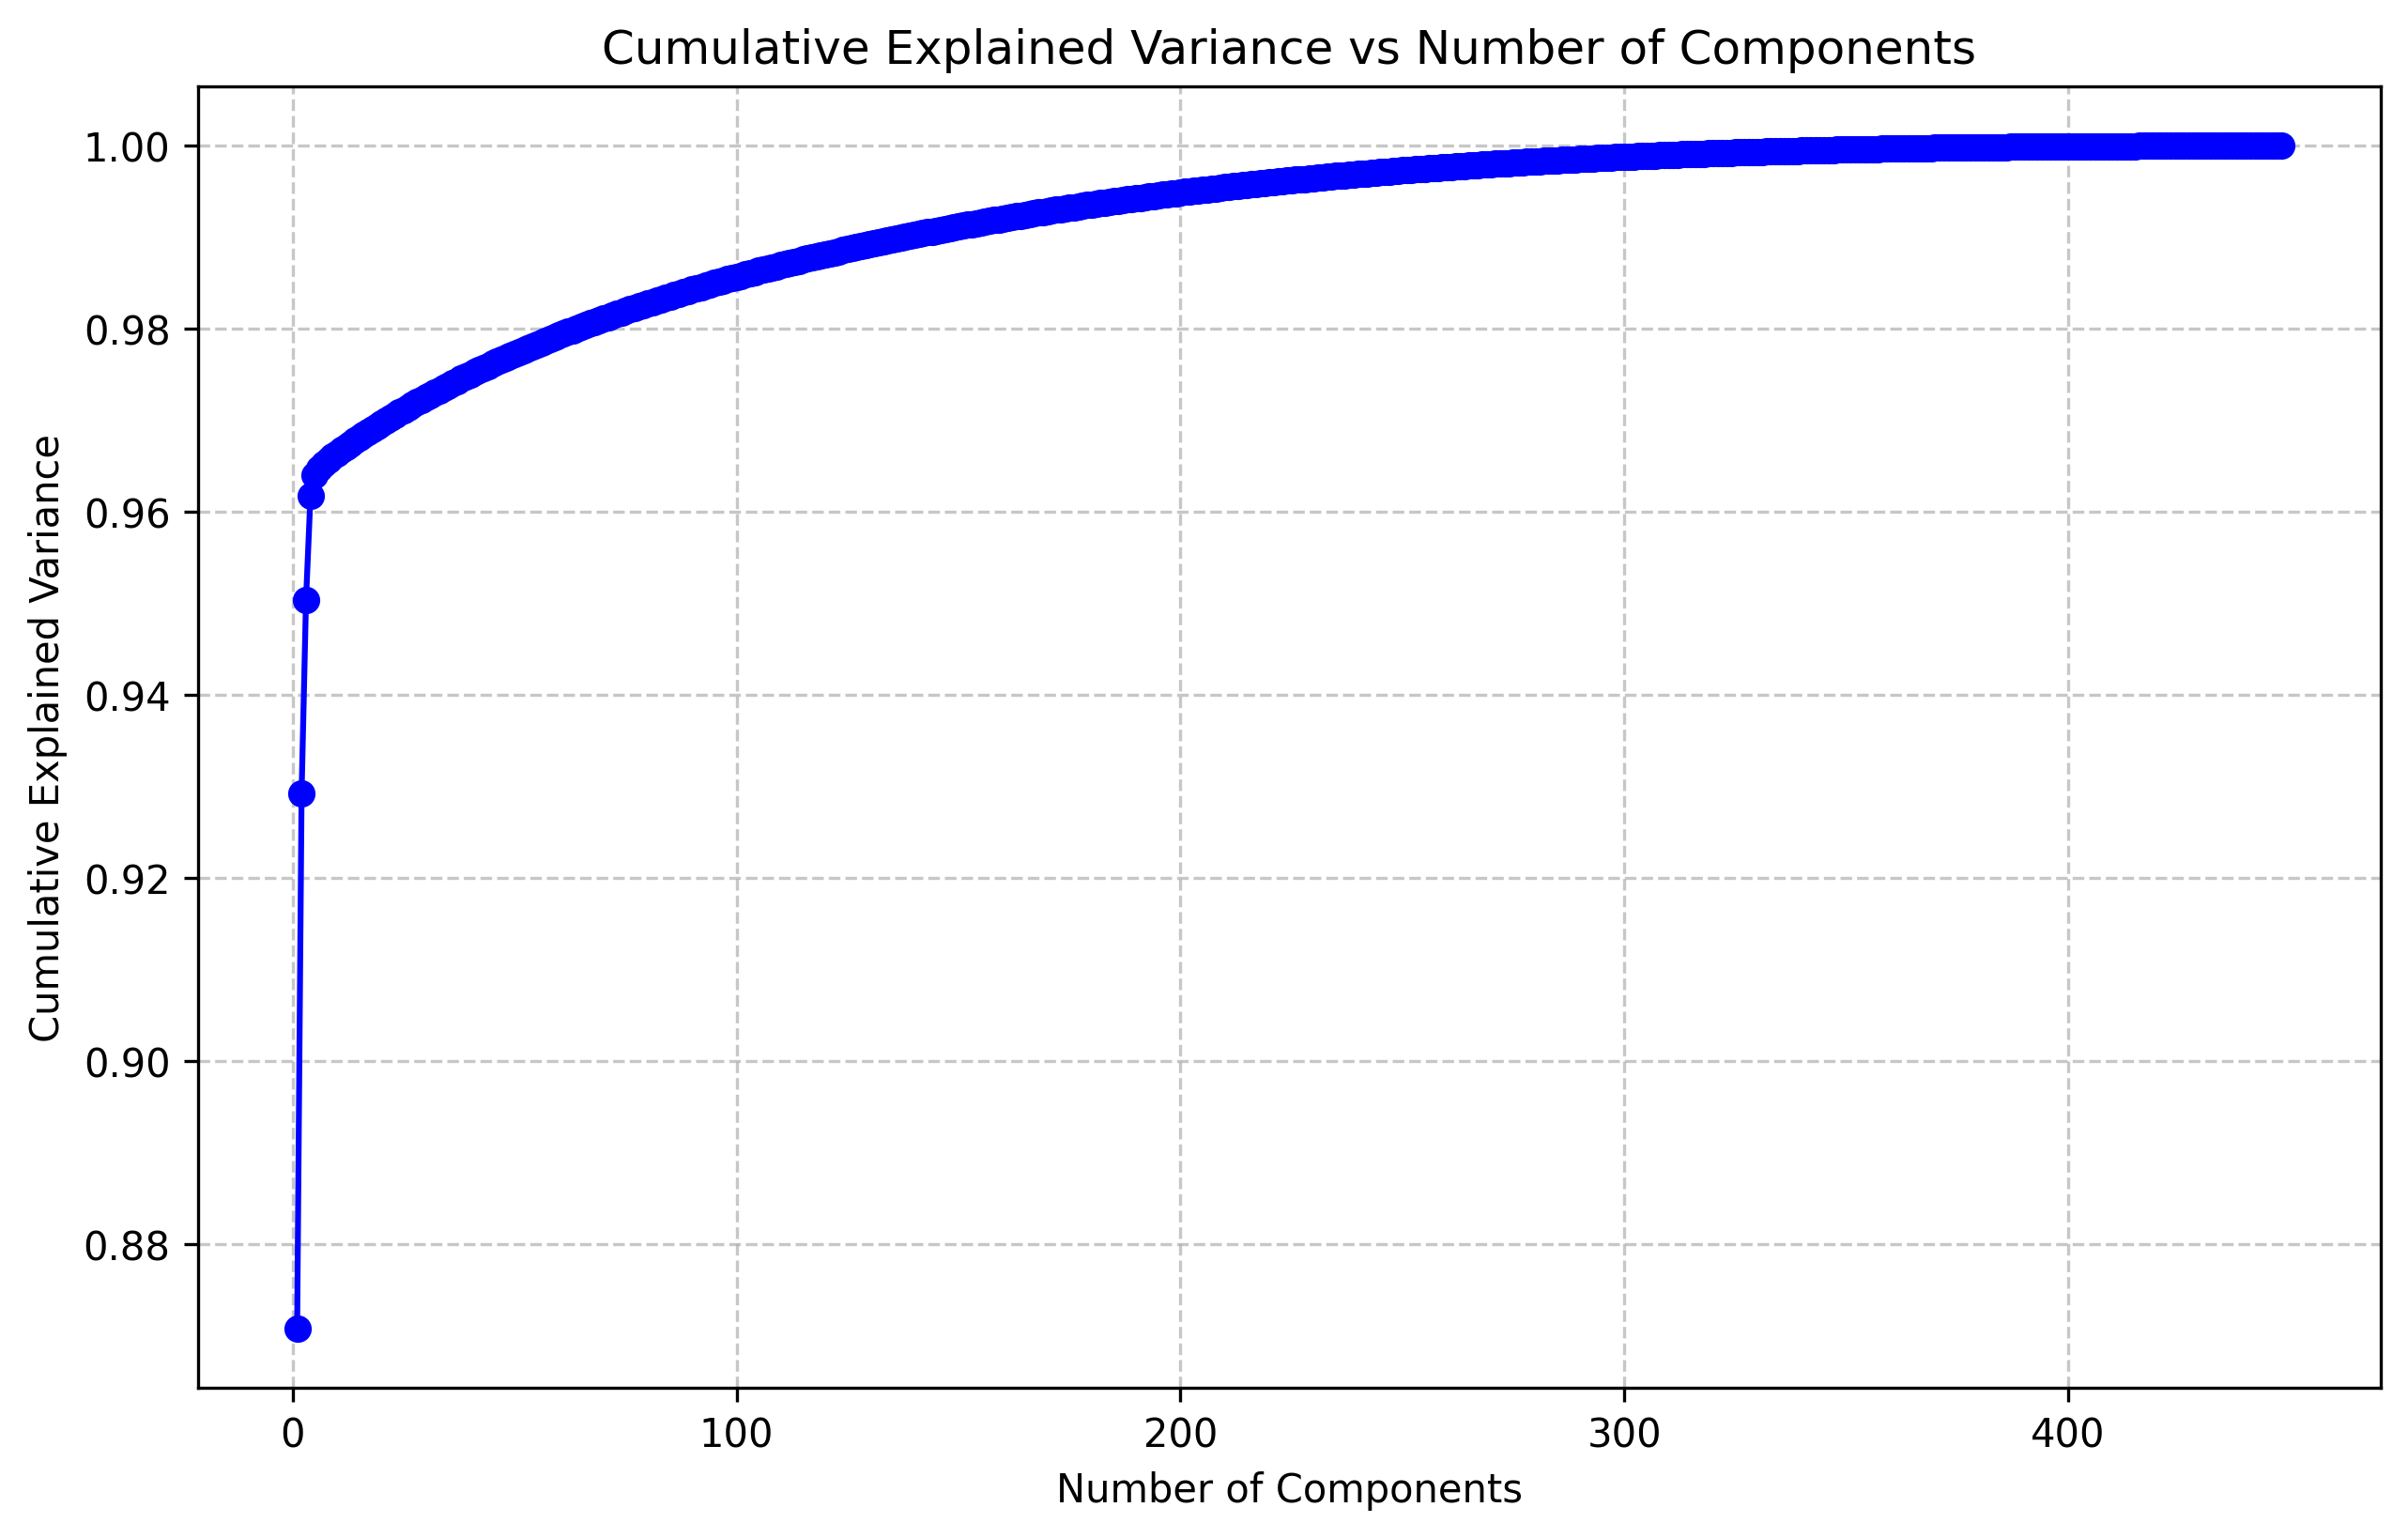 Cumulative Explained Variance vs Number of Components
Cumulative Explained Variance
1.00
0.98
0.96
0.94
0.92
0.90
0.88
0 100 200 300 400
Number of Components